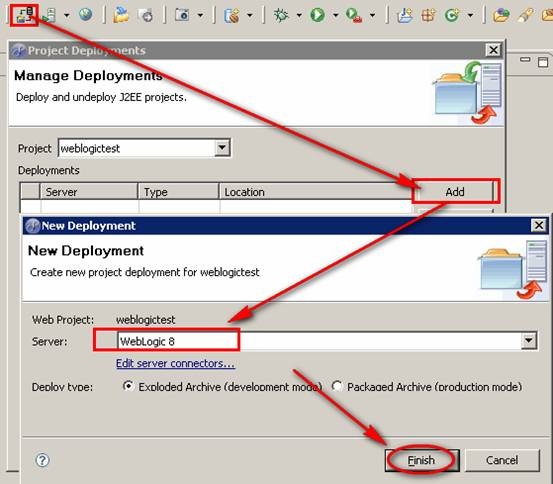 Project Deployments
Manage Deployments
Deploy and undeploy J2EE projects.
Project weblogictest
Deployments
Server Type Location
Add
New Deployment
New Deployment
Create new project deployment for weblogictest
Web Project: weblogictest
Server: WebLogic 8
Edit server connectors...
Deploy type: Exploded Archive (development mode) Packaged Archive (production mode)
Finish Cancel